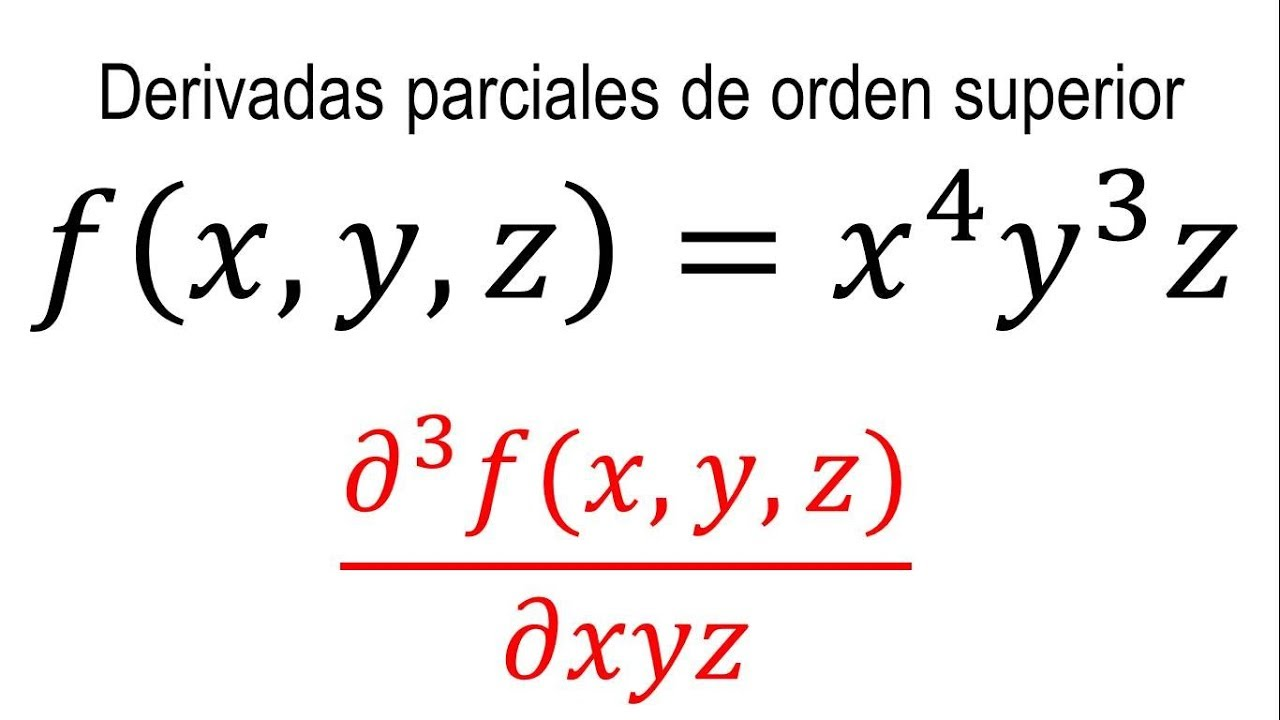 Derivadas parciales de orden superior
f(x, y, z) = x⁴y³z
∂³f(x, y, z)
∂xyz